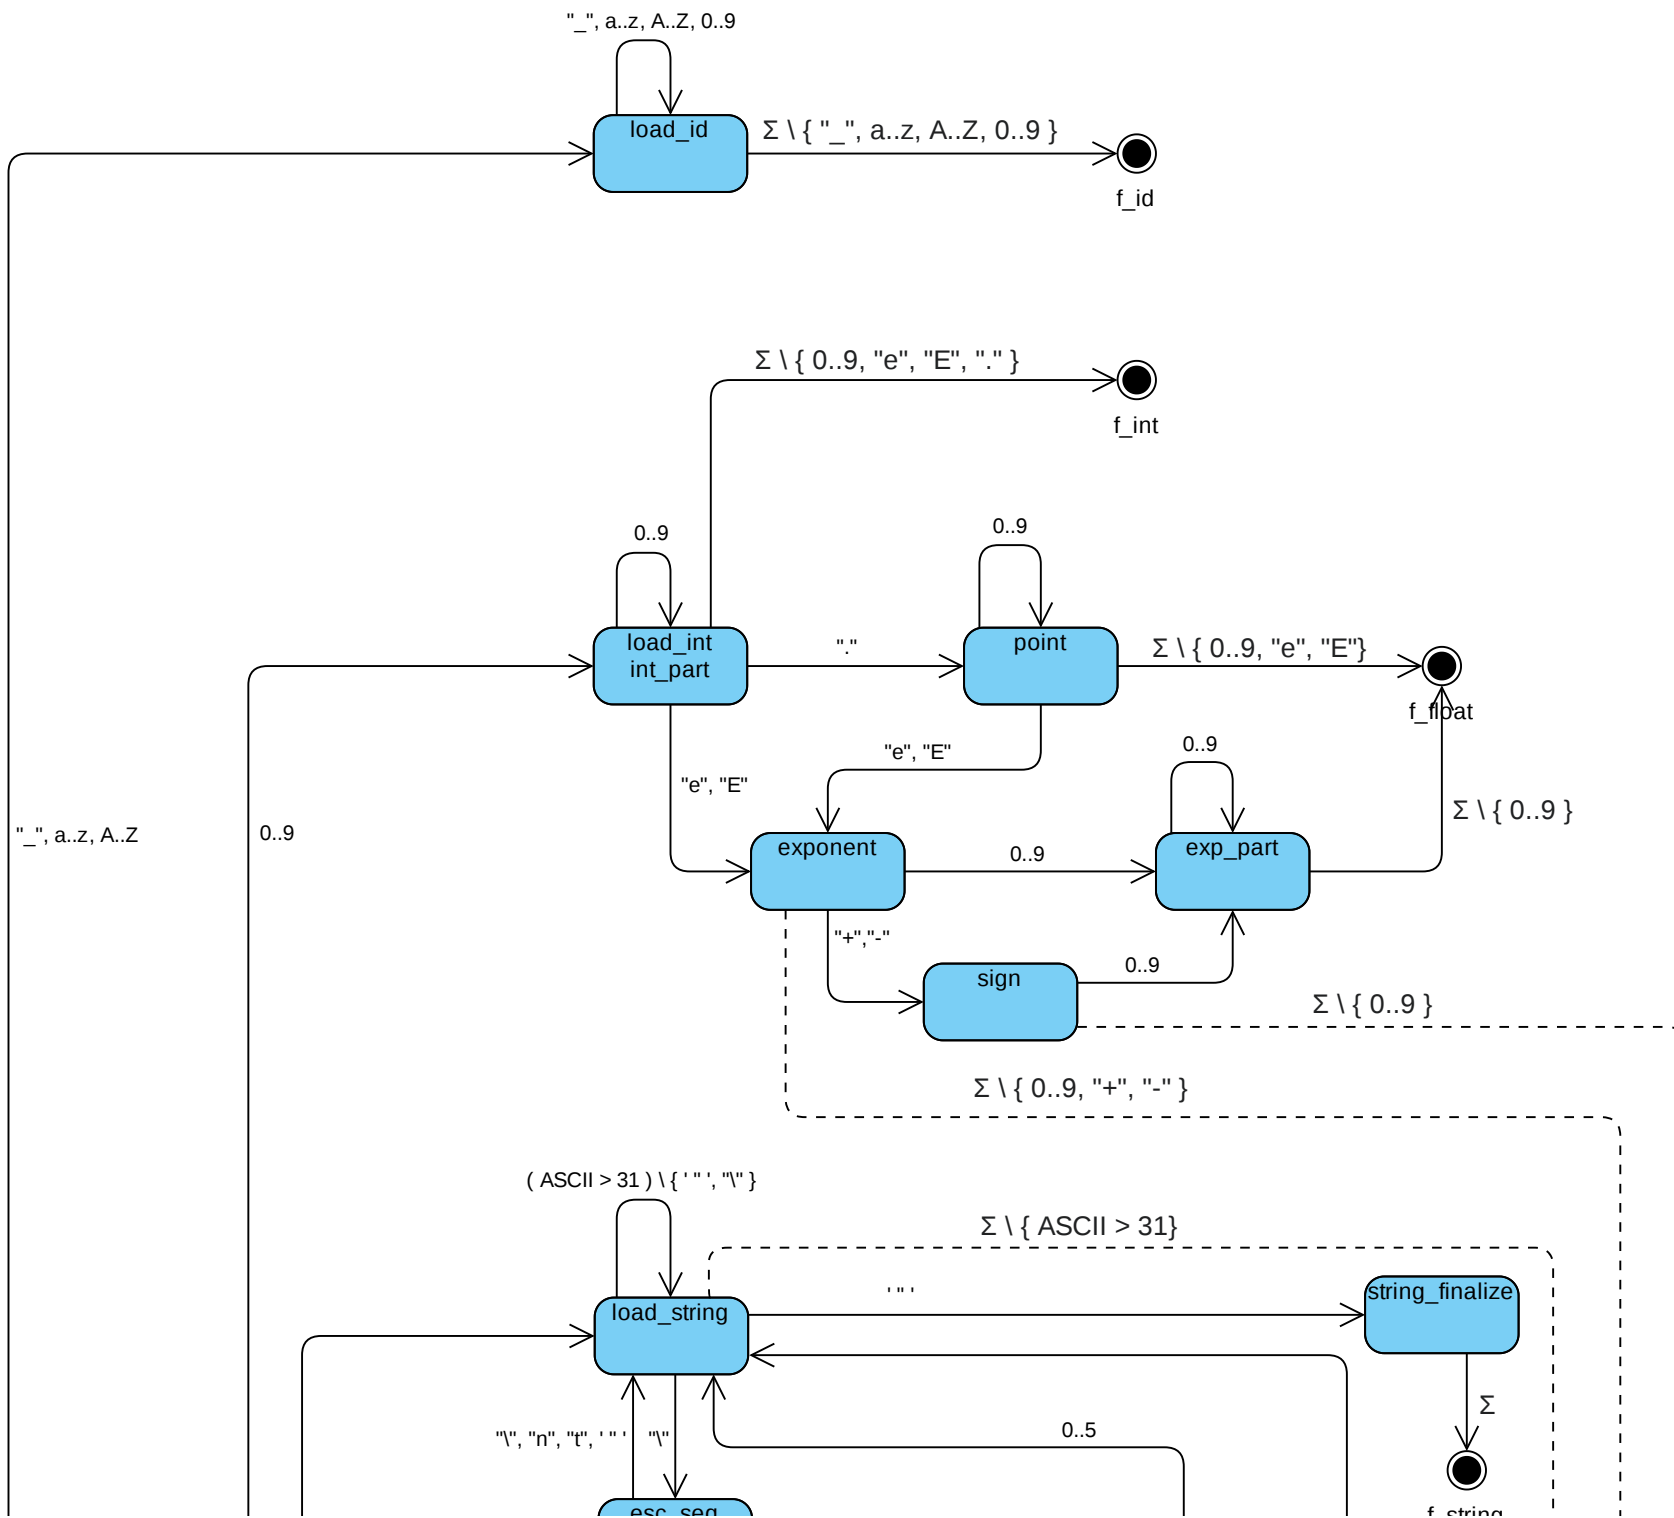 "_", a..z, A..Z, 0..9
load_id
Σ \ { "_", a..z, A..Z, 0..9 }
f_id
Σ \ { 0..9, "e", "E", "." }
f_int
0..9
0..9
load_int
int_part
"."
point
Σ \ { 0..9, "e", "E"}
f_float
"e", "E"
0..9
"e", "E"
Σ \ { 0..9 }
"_", a..z, A..Z
0..9
exponent
0..9
exp_part
"+","-"
sign
0..9
Σ \ { 0..9 }
Σ \ { 0..9, "+", "-" }
( ASCII > 31 ) \ { ' " ', "\" }
Σ \ { ASCII > 31}
' " '
string_finalize
load_string
Σ
"\", "n", "t", ' " '
"\"
0..5
esc_seq
f_string